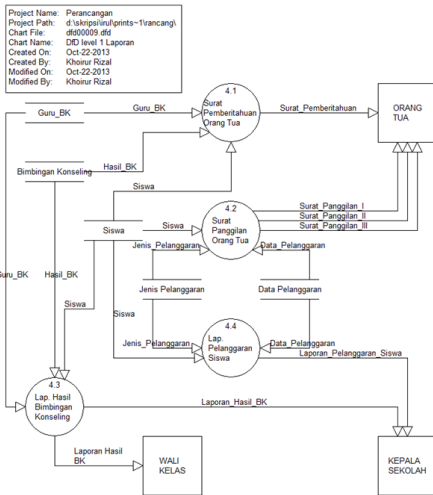 Project Name: Perancangan
Project Path: d:\skripsi\irul\prints~1\rancang\
Chart File: dfd00009.dfd
Chart Name: DfD level 1 Laporan
Created On: Oct-22-2013
Created By: Khoirur Rizal
Modified On: Oct-22-2013
Modified By: Khoirur Rizal
4.1
Surat
Pemberitahuan
Orang Tua
Guru_BK
Guru_BK
Surat_Pemberitahuan
ORANG
TUA
Hasil_BK
Bimbingan Konseling
Siswa
4.2
Surat
Panggilan
Orang Tua
Surat_Panggilan_I
Surat_Panggilan_II
Surat_Panggilan_III
Siswa
Siswa
Jenis_Pelanggaran
Data_Pelanggaran
Guru_BK
Hasil_BK
Jenis Pelanggaran
Data Pelanggaran
Siswa
Siswa
4.4
Lap.
Pelanggaran
Siswa
Jenis_Pelanggaran
Data_Pelanggaran
Laporan_Pelanggaran_Siswa
4.3
Lap. Hasil
Bimbingan
Konseling
Laporan_Hasil_BK
Laporan Hasil
BK
WALI
KELAS
KEPALA
SEKOLAH